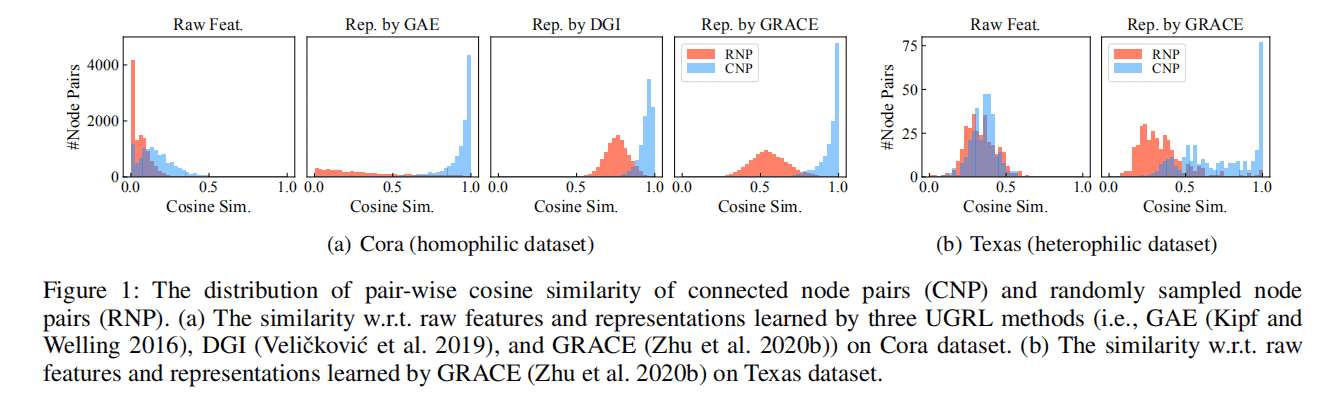 Raw Feat. Rep. by GAE Rep. by DGI Rep. by GRACE Raw Feat. Rep. by GRACE
#Node Pairs
4000
2000
0
0.0 0.5 1.0
Cosine Sim.
0.0 0.5 1.0
Cosine Sim.
0.0 0.5 1.0
Cosine Sim.
RNP
CNP
0.0 0.5 1.0
Cosine Sim.
#Node Pairs
75
50
25
0
0.0 0.5 1.0
Cosine Sim.
RNP
CNP
0.0 0.5 1.0
Cosine Sim.
(a) Cora (homophilic dataset)
(b) Texas (heterophilic dataset)
Figure 1: The distribution of pair-wise cosine similarity of connected node pairs (CNP) and randomly sampled node
pairs (RNP). (a) The similarity w.r.t. raw features and representations learned by three UGRL methods (i.e., GAE (Kipf and
Welling 2016), DGI (Veličković et al. 2019), and GRACE (Zhu et al. 2020b)) on Cora dataset. (b) The similarity w.r.t. raw
features and representations learned by GRACE (Zhu et al. 2020b) on Texas dataset.